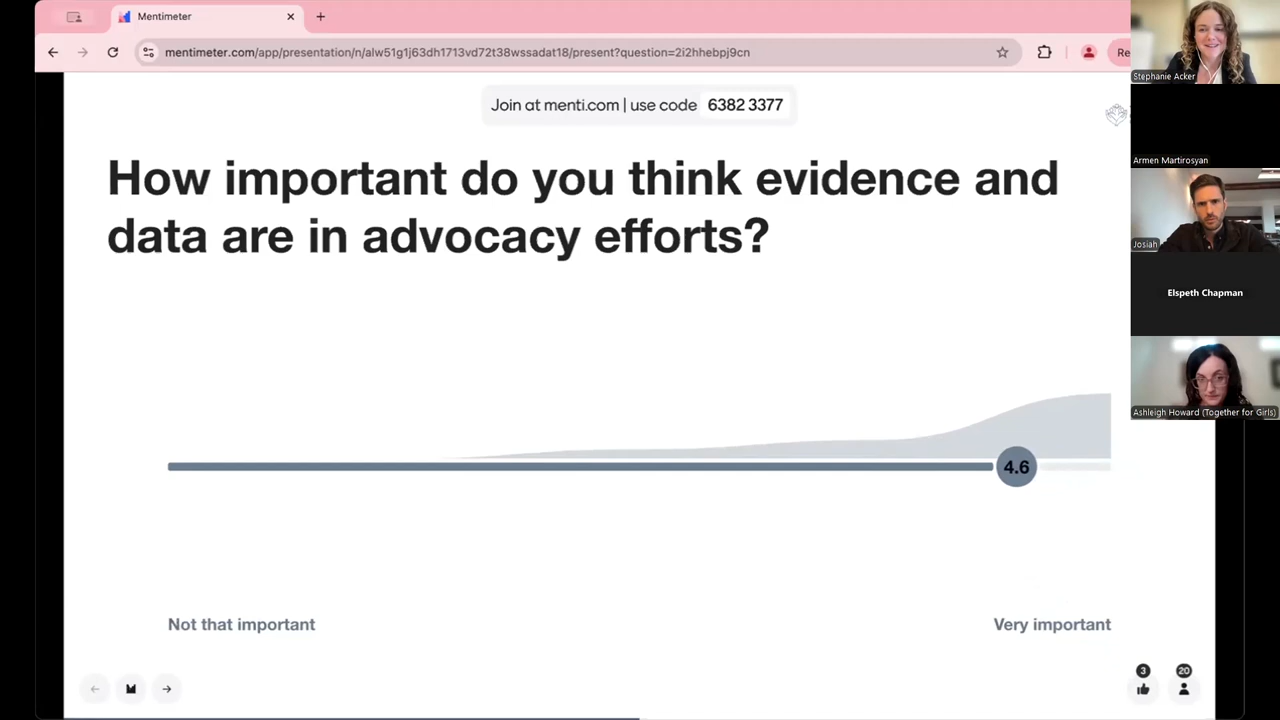 Mentimeter
mentimeter.com/app/presentation/n/alw51g1j63dh1713vd72t38wssadat18/present?question=2i2hhebpj9cn
Re
Join at menti.com | use code 6382 3377
How important do you think evidence and
data are in advocacy efforts?
4.6
Not that important
Very important
3
20
Stephanie Acker
Armen Martirosyan
Josiah
Elspeth Chapman
Ashleigh Howard (Together for Girls)